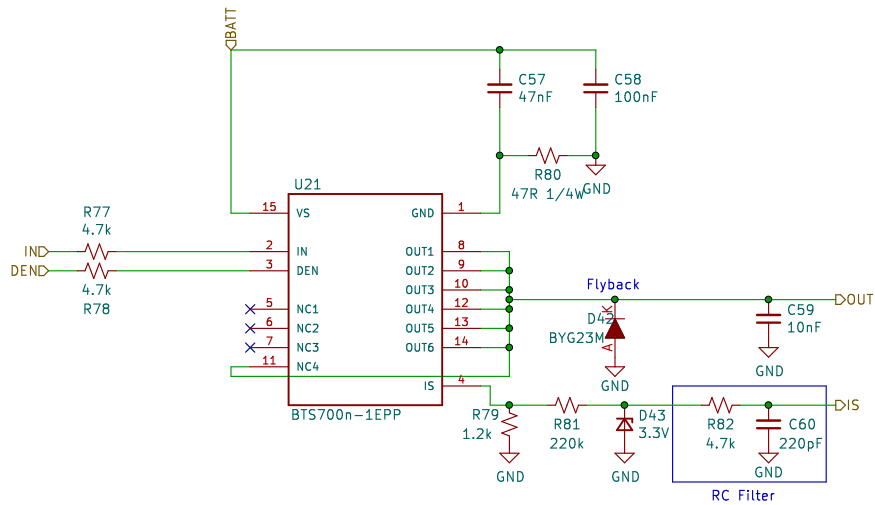 BATT
C57
47nF
C58
100nF
R80
47R 1/4W
GND
U21
R77
4.7k
15
VS
GND
1
IN
2
IN
OUT1
8
DEN
3
DEN
OUT2
9
4.7k
R78
OUT3
10
5
NC1
OUT4
12
6
NC2
OUT5
13
7
NC3
OUT6
14
11
NC4
IS
4
BTS700n-1EPP
Flyback
K
D42
BYG23M
A
GND
OUT
C59
10nF
GND
R79
1.2k
GND
R81
220k
D43
3.3V
GND
R82
4.7k
C60
220pF
GND
IS
RC Filter